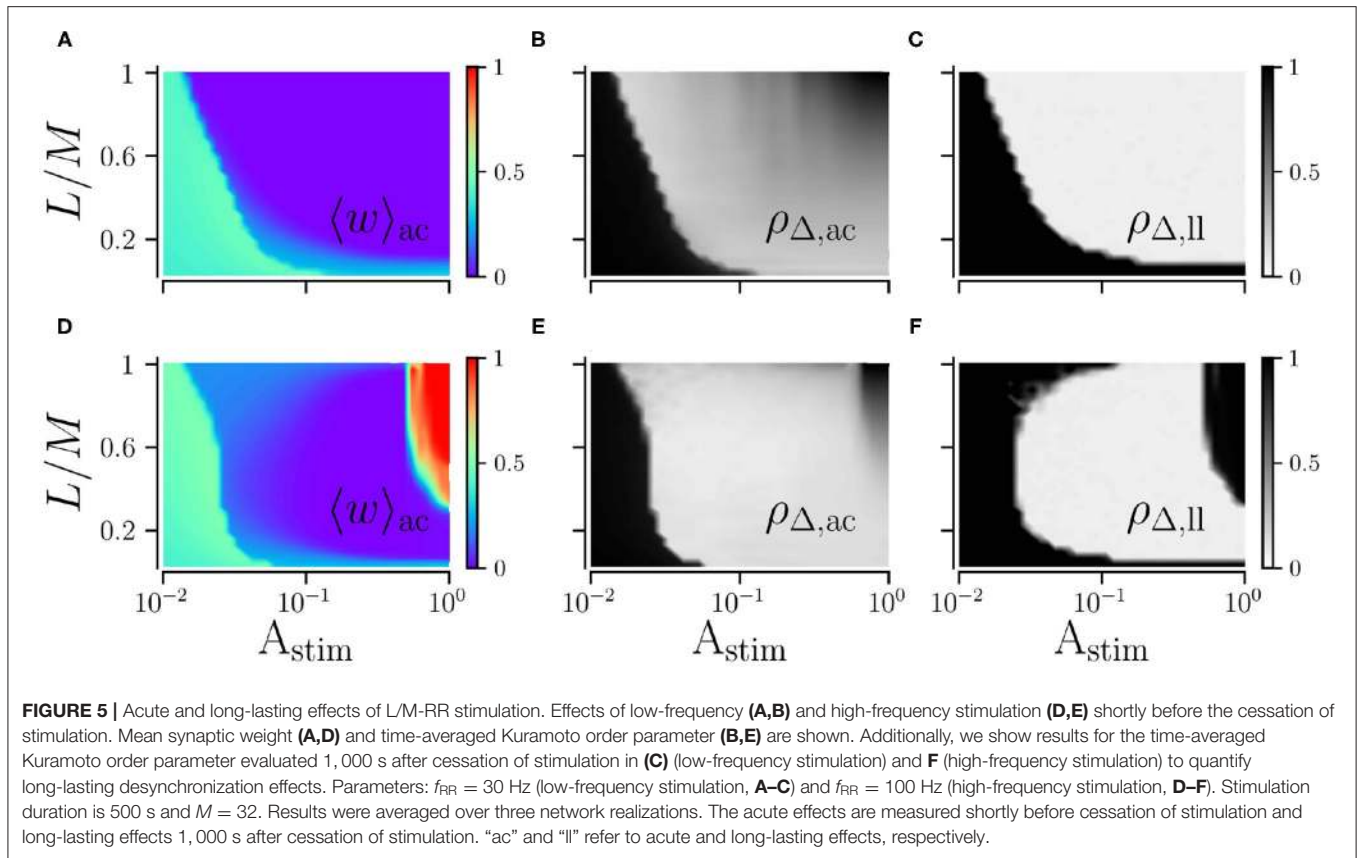 A B C
1 1 1
L/M 0.6 0.5
0.2 ⟨w⟩ac 0 ρΔ,ac ρΔ,ll 0
D E F
1 1 1
L/M 0.6 0.5 0.5
0.2 ⟨w⟩ac 0 ρΔ,ac ρΔ,ll 0
10⁻² 10⁻¹ 10⁰ 10⁻² 10⁻¹ 10⁰ 10⁻² 10⁻¹ 10⁰
Astim Astim Astim
FIGURE 5 | Acute and long-lasting effects of L/M-RR stimulation. Effects of low-frequency (A,B) and high-frequency stimulation (D,E) shortly before the cessation of
stimulation. Mean synaptic weight (A,D) and time-averaged Kuramoto order parameter (B,E) are shown. Additionally, we show results for the time-averaged
Kuramoto order parameter evaluated 1, 000 s after cessation of stimulation in (C) (low-frequency stimulation) and F (high-frequency stimulation) to quantify
long-lasting desynchronization effects. Parameters: fRR = 30 Hz (low-frequency stimulation, A–C) and fRR = 100 Hz (high-frequency stimulation, D–F). Stimulation
duration is 500 s and M = 32. Results were averaged over three network realizations. The acute effects are measured shortly before cessation of stimulation and
long-lasting effects 1, 000 s after cessation of stimulation. “ac” and “ll” refer to acute and long-lasting effects, respectively.